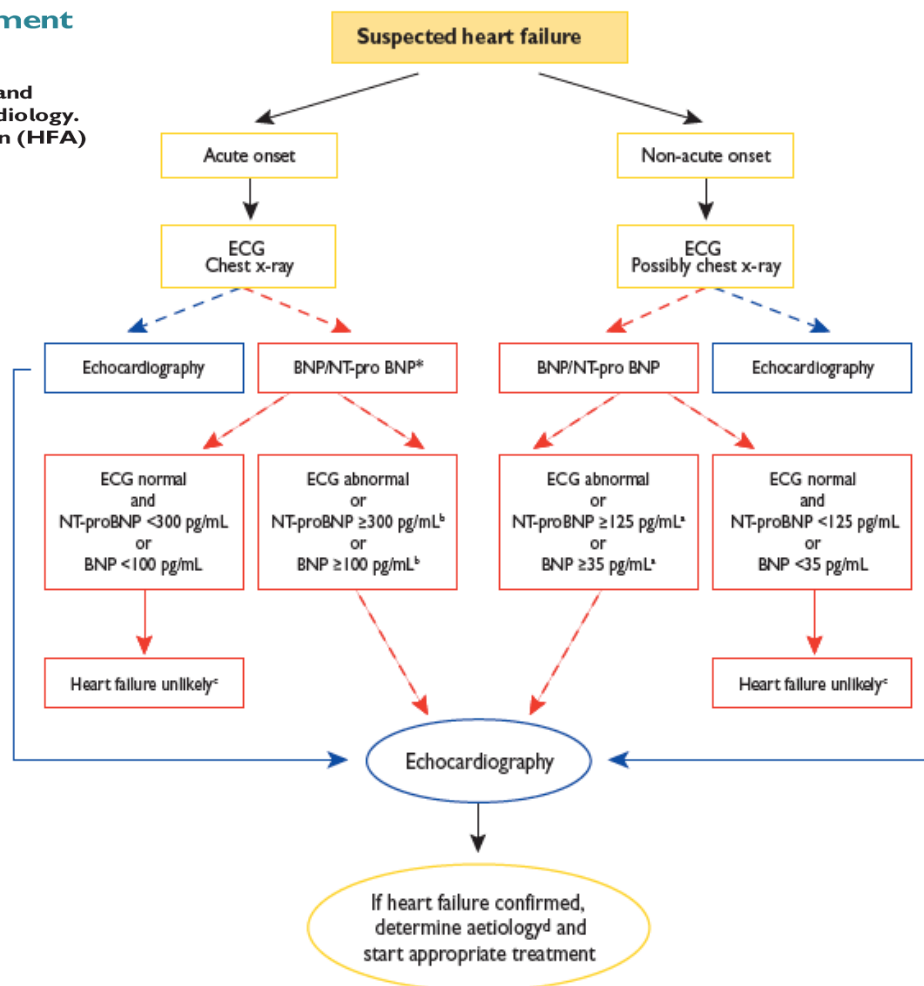 ment
and
diology.
n (HFA)
Suspected heart failure
Acute onset
Non-acute onset
ECG
Chest x-ray
ECG
Possibly chest x-ray
Echocardiography
BNP/NT-pro BNP*
BNP/NT-pro BNP
Echocardiography
ECG normal
and
NT-proBNP <300 pg/mL
or
BNP <100 pg/mL
ECG abnormal
or
NT-proBNP ≥300 pg/mLᵇ
or
BNP ≥100 pg/mLᵇ
ECG abnormal
or
NT-proBNP ≥125 pg/mLᵃ
or
BNP ≥35 pg/mLᵃ
ECG normal
and
NT-proBNP <125 pg/mL
or
BNP <35 pg/mL
Heart failure unlikelyᶜ
Heart failure unlikelyᶜ
Echocardiography
If heart failure confirmed,
determine aetiologyᵈ and
start appropriate treatment